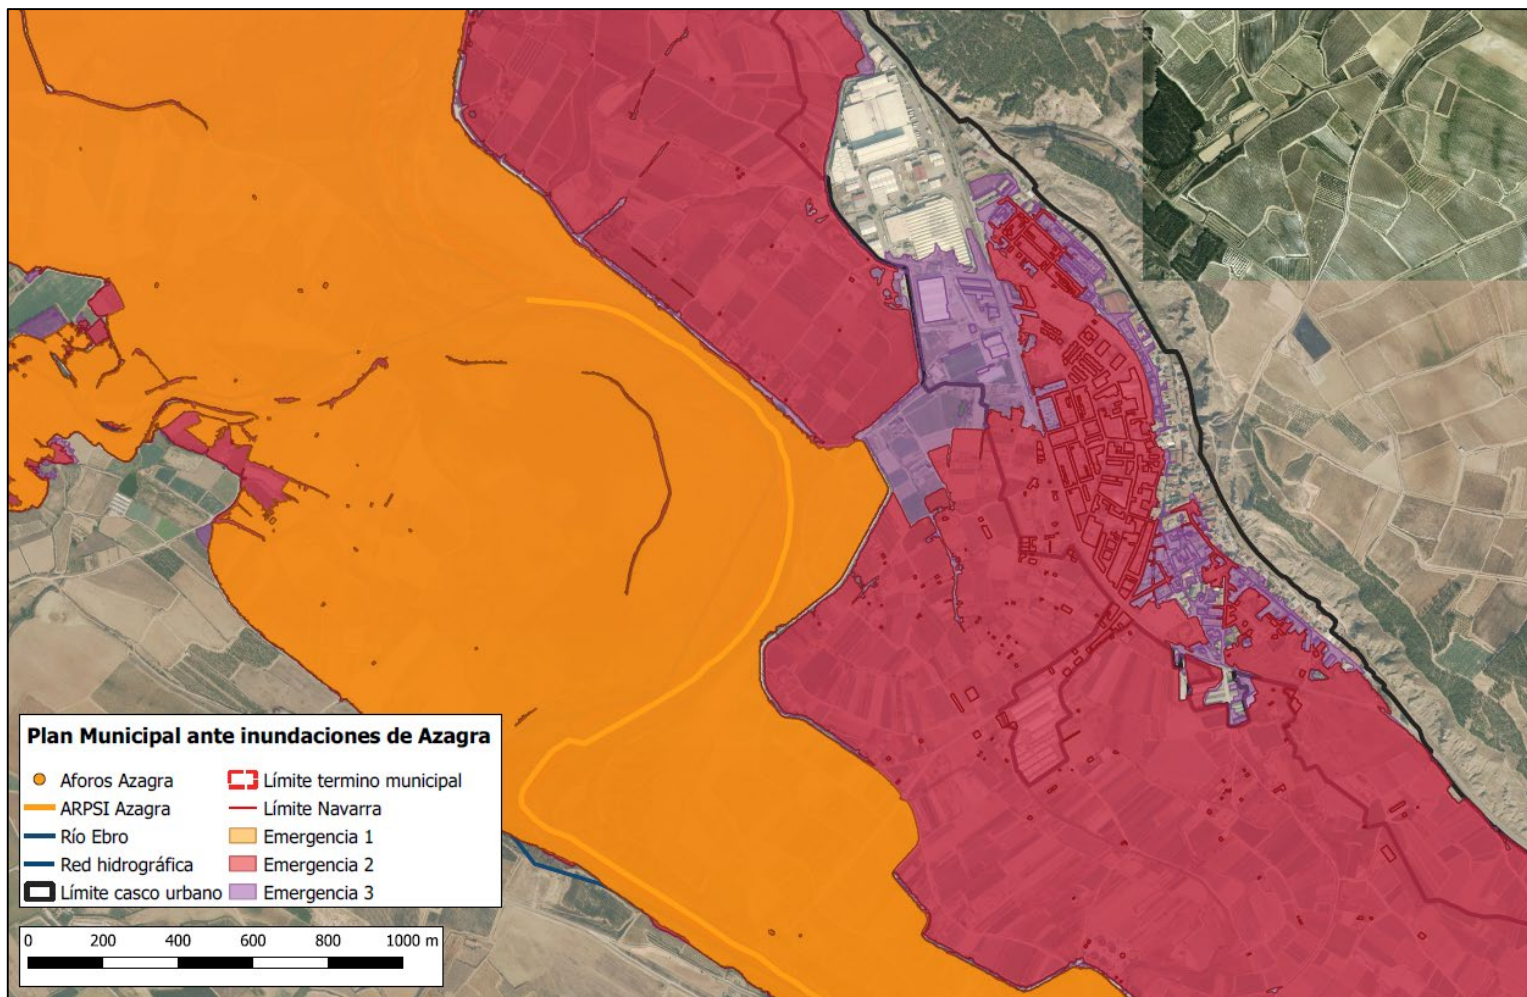 Plan Municipal ante inundaciones de Azagra
Aforos Azagra
ARPSI Azagra
Río Ebro
Red hidrográfica
Límite casco urbano
Límite termino municipal
Límite Navarra
Emergencia 1
Emergencia 2
Emergencia 3
0 200 400 600 800 1000 m